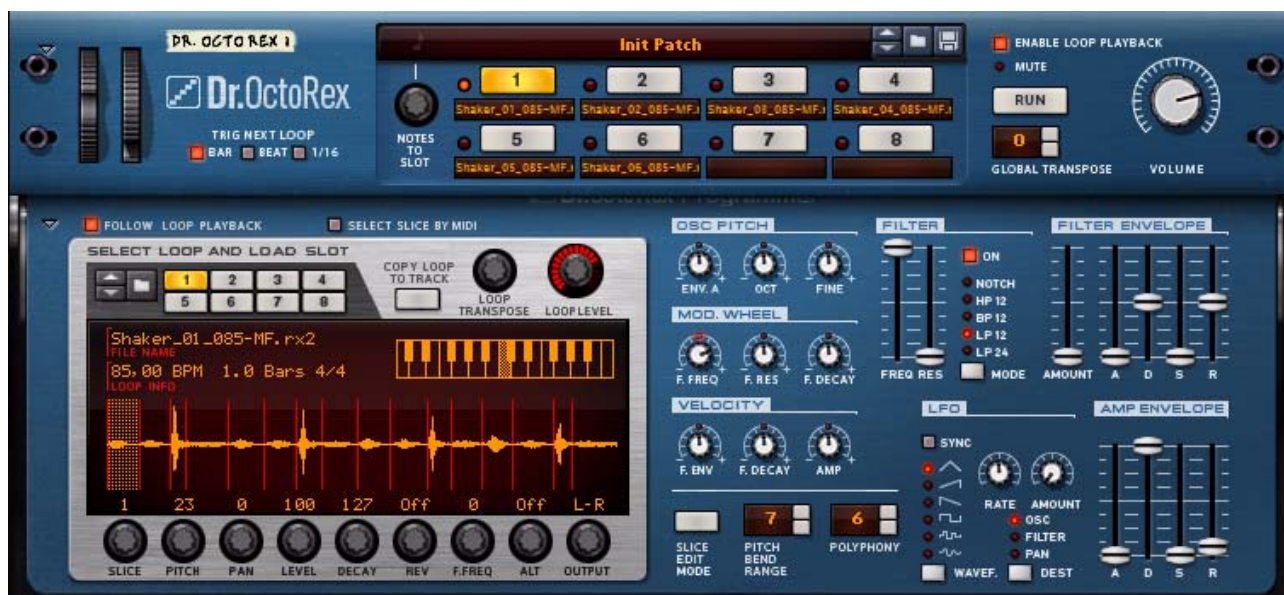 DR. OCTO REX 1
Init Patch
ENABLE LOOP PLAYBACK
MUTE
Dr.OctoRex
1 2 3 4
Shaker_01_085-MF. Shaker_02_085-MF. Shaker_03_085-MF. Shaker_04_085-MF.
RUN
TRIG NEXT LOOP
BAR BEAT 1/16
NOTES TO SLOT
5 6 7 8
Shaker_05_085-MF. Shaker_06_085-MF.
0
GLOBAL TRANSPOSE
VOLUME
FOLLOW LOOP PLAYBACK
SELECT SLICE BY MIDI
SELECT LOOP AND LOAD SLOT
1 2 3 4
5 6 7 8
COPY LOOP
TO TRACK
LOOP
TRANSPOSE
LOOP LEVEL
Shaker_01_085-MF.rx2
FILE NAME
85,00 BPM 1.0 Bars 4/4
LOOP INFO
1 23 0 100 127 Off 0 Off L-R
SLICE PITCH PAN LEVEL DECAY REV F.FREQ ALT OUTPUT
OSC PITCH
ENV. A OCT FINE
MOD. WHEEL
F. FREQ F. RES F. DECAY
VELOCITY
F. ENV F. DECAY AMP
SLICE
EDIT
MODE
7
PITCH
BEND
RANGE
6
POLYPHONY
FILTER
ON
NOTCH
HP 12
BP 12
LP 12
LP 24
FREQ RES MODE
FILTER ENVELOPE
AMOUNT A D S R
LFO
SYNC
RATE AMOUNT
OSC
FILTER
PAN
WAVEF. DEST
AMP ENVELOPE
A D S R